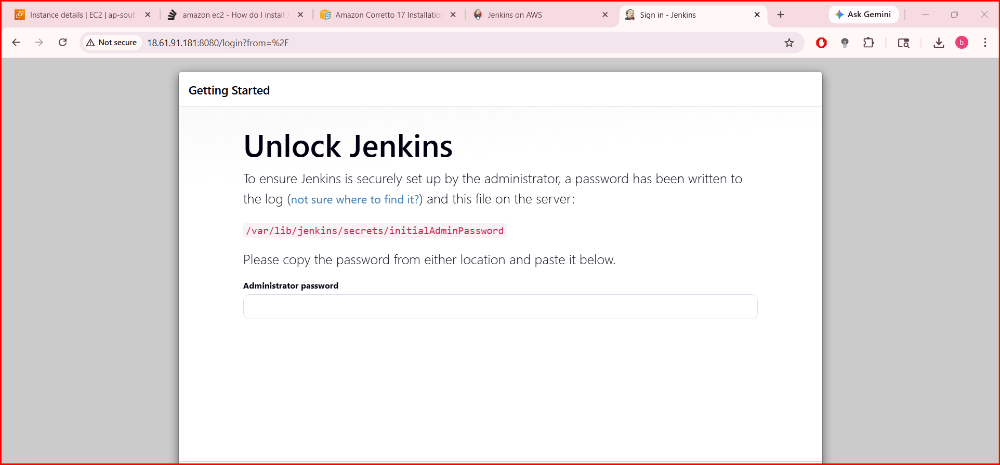 Instance details | EC2 | ap-sout
amazon ec2 - How do I install J
Amazon Corretto 17 Installatio
Jenkins on AWS
Sign in - Jenkins
Ask Gemini
Not secure
18.61.91.181:8080/login?from=%2F
b
Getting Started
Unlock Jenkins
To ensure Jenkins is securely set up by the administrator, a password has been written to
the log (not sure where to find it?) and this file on the server:
/var/lib/jenkins/secrets/initialAdminPassword
Please copy the password from either location and paste it below.
Administrator password